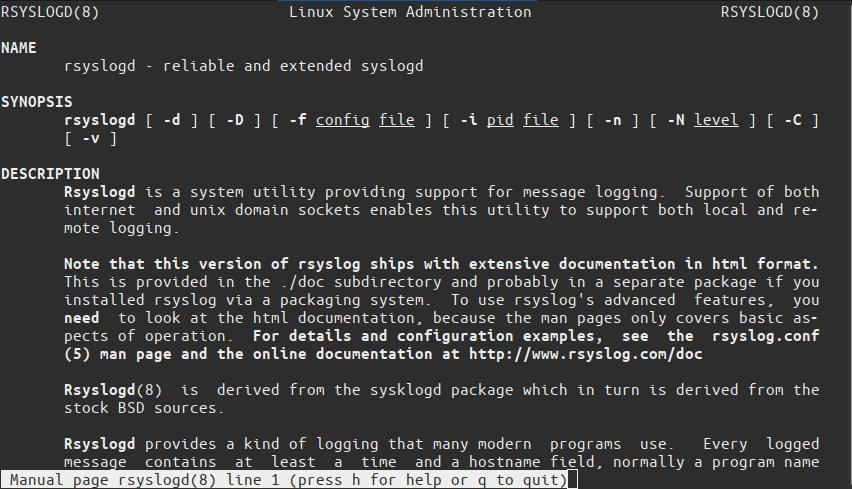 RSYSLOGD(8) Linux System Administration RSYSLOGD(8)
NAME
rsyslogd - reliable and extended syslogd
SYNOPSIS
rsyslogd [ -d ] [ -D ] [ -f config file ] [ -i pid file ] [ -n ] [ -N level ] [ -C ]
[ -v ]
DESCRIPTION
Rsyslogd is a system utility providing support for message logging.  Support of both
internet  and unix domain sockets enables this utility to support both local and re-
mote logging.
Note that this version of rsyslog ships with extensive documentation in html format.
This is provided in the ./doc subdirectory and probably in a separate package if you
installed rsyslog via a packaging system.  To use rsyslog's advanced  features,  you
need  to look at the html documentation, because the man pages only covers basic as-
pects of operation.  For details and configuration examples,  see  the  rsyslog.conf
(5) man page and the online documentation at http://www.rsyslog.com/doc
Rsyslogd(8)  is  derived from the sysklogd package which in turn is derived from the
stock BSD sources.
Rsyslogd provides a kind of logging that many modern  programs  use.   Every  logged
message  contains  at  least  a  time  and a hostname field, normally a program name
Manual page rsyslogd(8) line 1 (press h for help or q to quit)